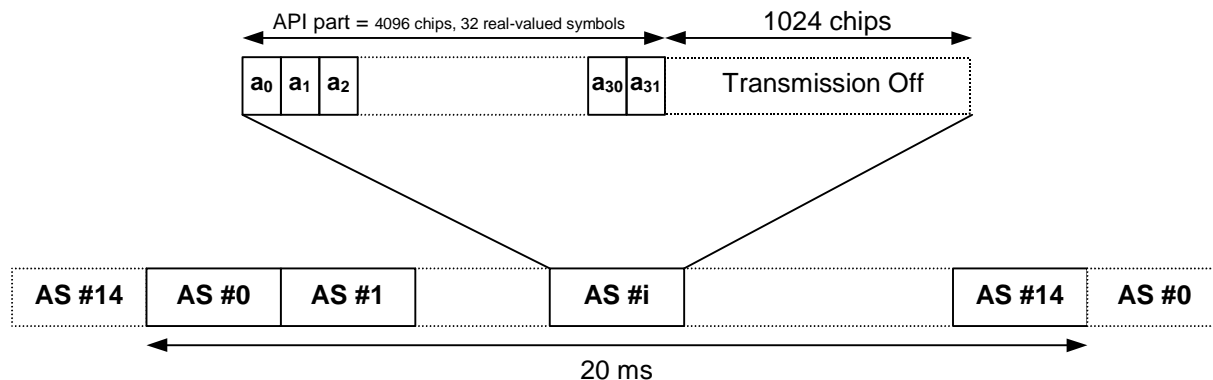 API part = 4096 chips, 32 real-valued symbols
1024 chips
a0 a1 a2 a30 a31 Transmission Off
AS #14 AS #0 AS #1 AS #i AS #14 AS #0
20 ms